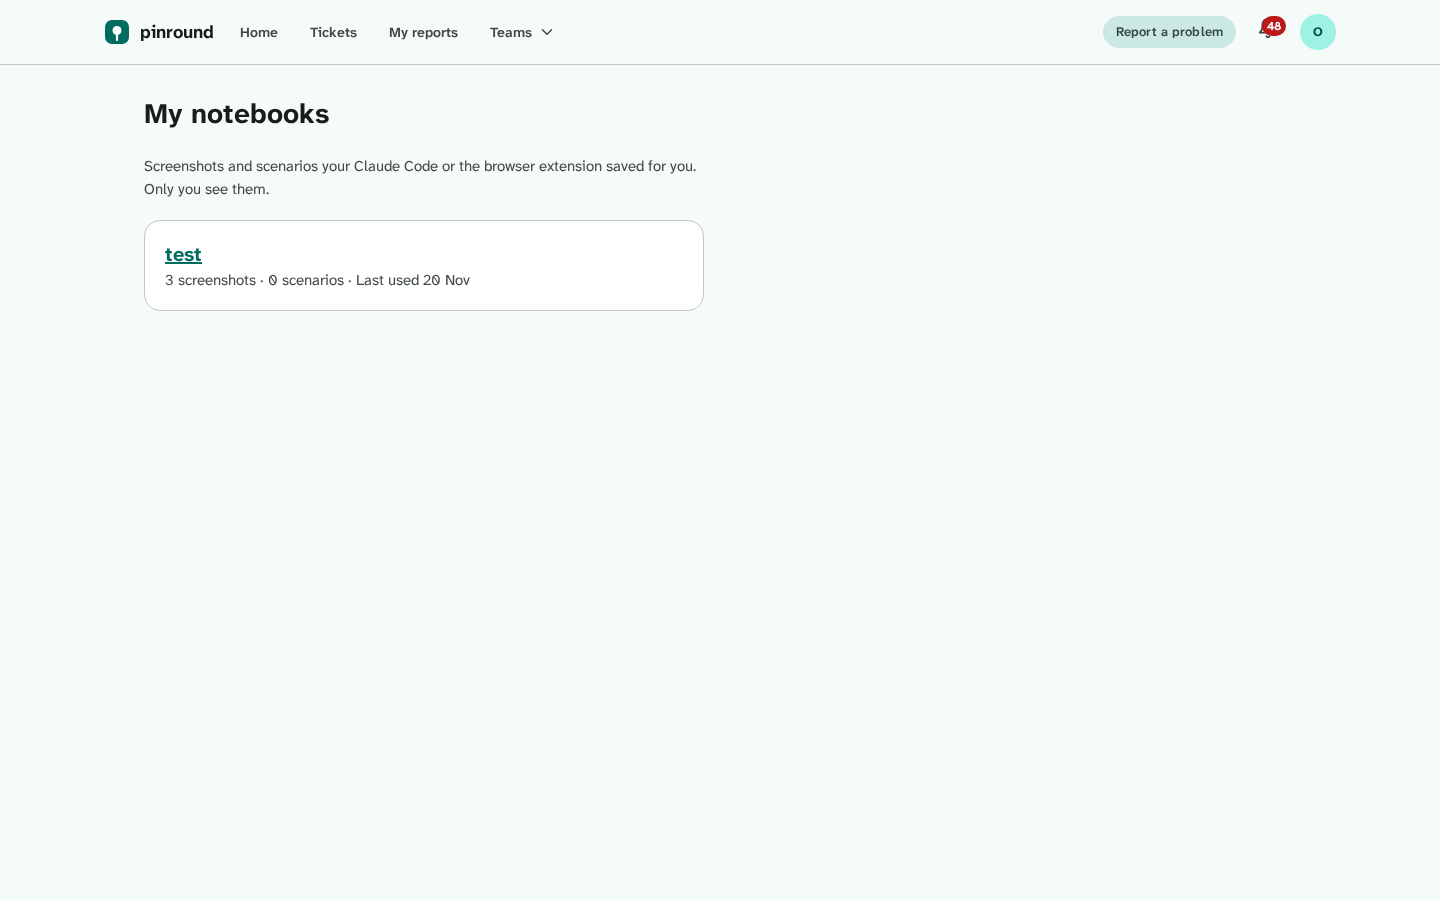 pinround
Home
Tickets
My reports
Teams
Report a problem
48
O
My notebooks
Screenshots and scenarios your Claude Code or the browser extension saved for you.
Only you see them.
test
3 screenshots · 0 scenarios · Last used 20 Nov